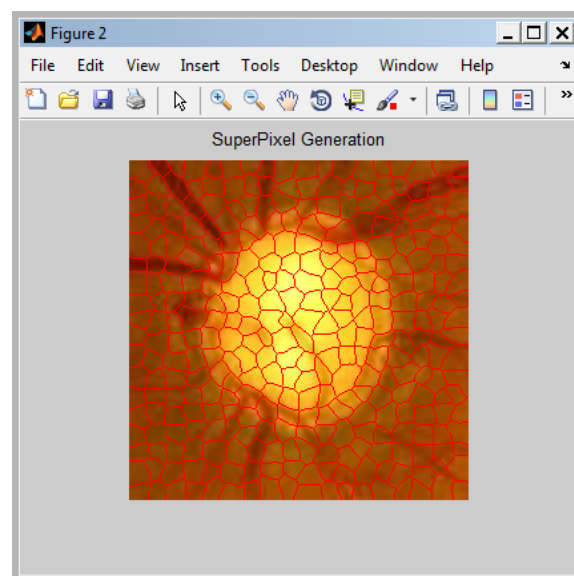 Figure 2
File Edit View Insert Tools Desktop Window Help
SuperPixel Generation